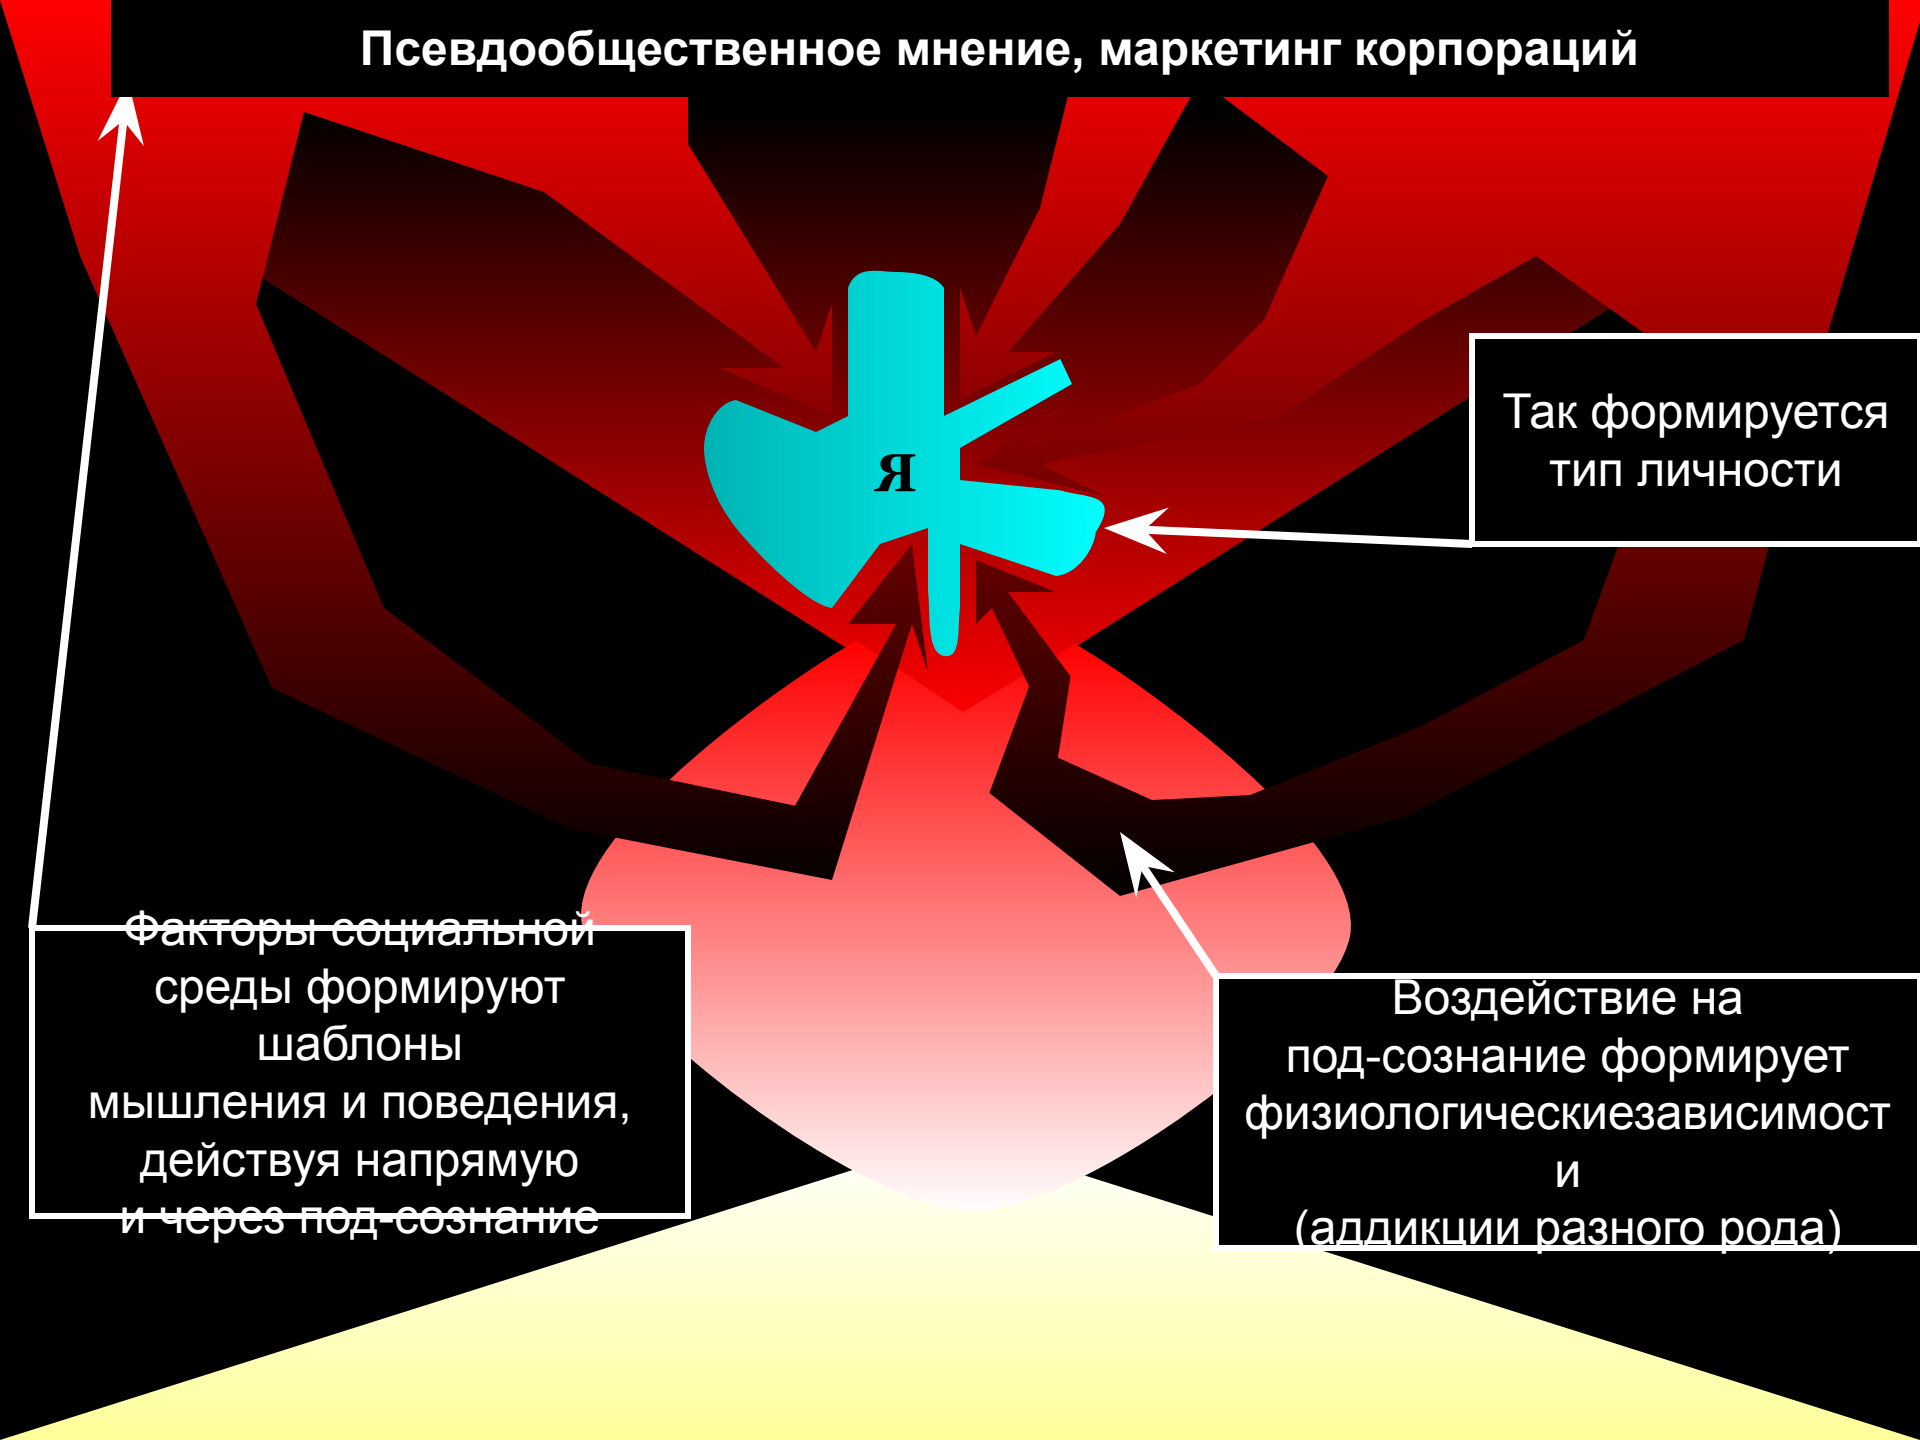 Псевдообщественное мнение, маркетинг корпораций
Я
Так формируется
тип личности
Факторы социальной
среды формируют
шаблоны
мышления и поведения,
действуя напрямую
и через под-сознание
Воздействие на
под-сознание формирует
физиологическиезависимост
и
(аддикции разного рода)